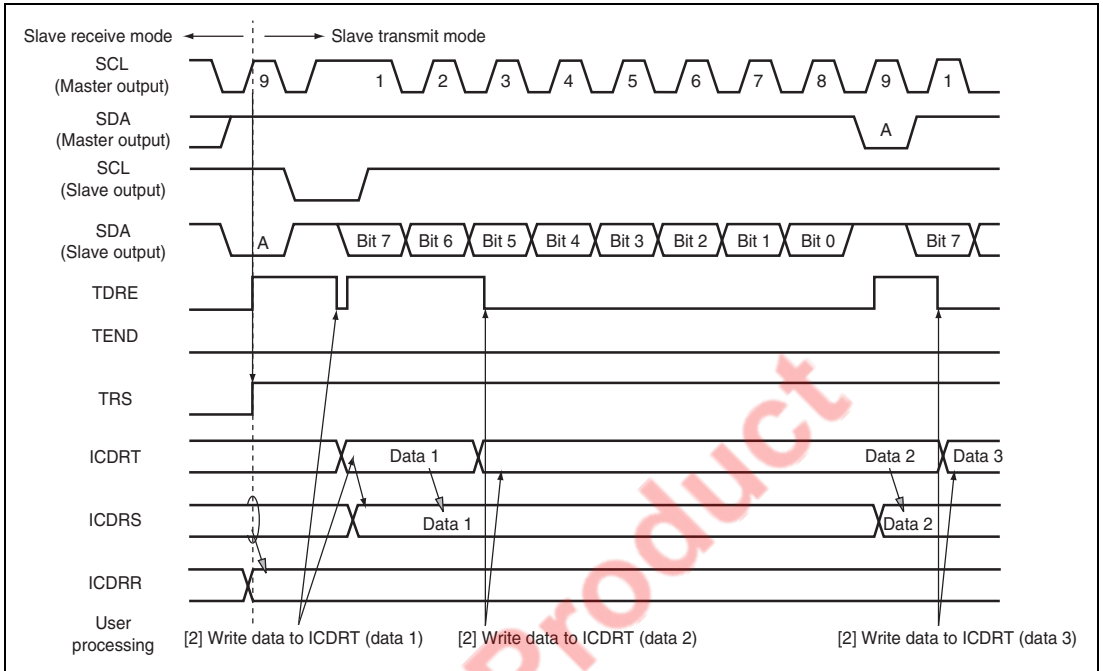 Slave receive mode
Slave transmit mode
SCL
(Master output)
9 1 2 3 4 5 6 7 8 9 1
SDA
(Master output)
A
SCL
(Slave output)
SDA
(Slave output)
A Bit 7 Bit 6 Bit 5 Bit 4 Bit 3 Bit 2 Bit 1 Bit 0 Bit 7
TDRE
TEND
TRS
ICDRT
Data 1 Data 2 Data 3
ICDRS
Data 1 Data 2
ICDRR
User
processing
[2] Write data to ICDRT (data 1) [2] Write data to ICDRT (data 2) [2] Write data to ICDRT (data 3)
Product